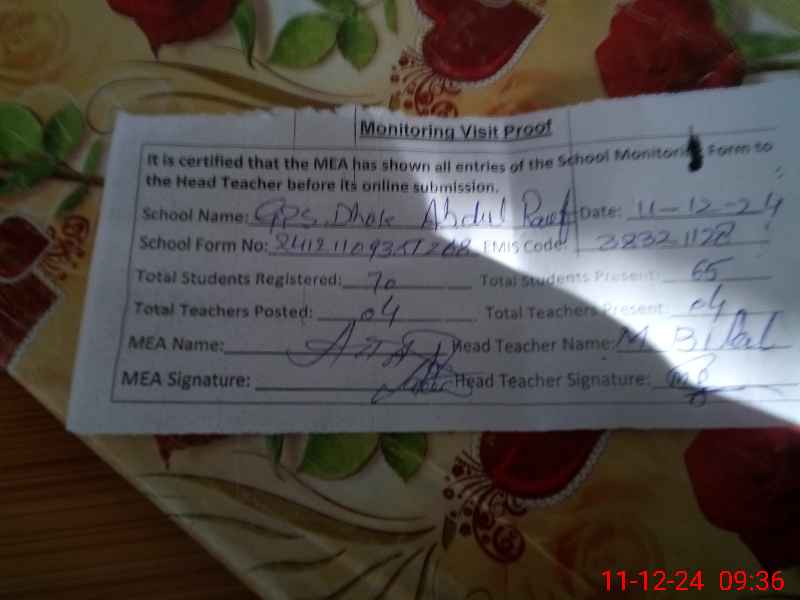 Monitoring Visit Proof
It is certified that the MEA has shown all entries of the School Monitoring Form to
the Head Teacher before its online submission.
School Name: GPS. Dhok Abdul Rauf Date: 11-12-24
School Form No: EMIS Code: 38321128
Total Students Registered: 70 Total Students Present: 65
Total Teachers Posted: 04 Total Teachers Present: 04
MEA Name: Head Teacher Name: M Bilal
MEA Signature: Head Teacher Signature:
11-12-24 09:36